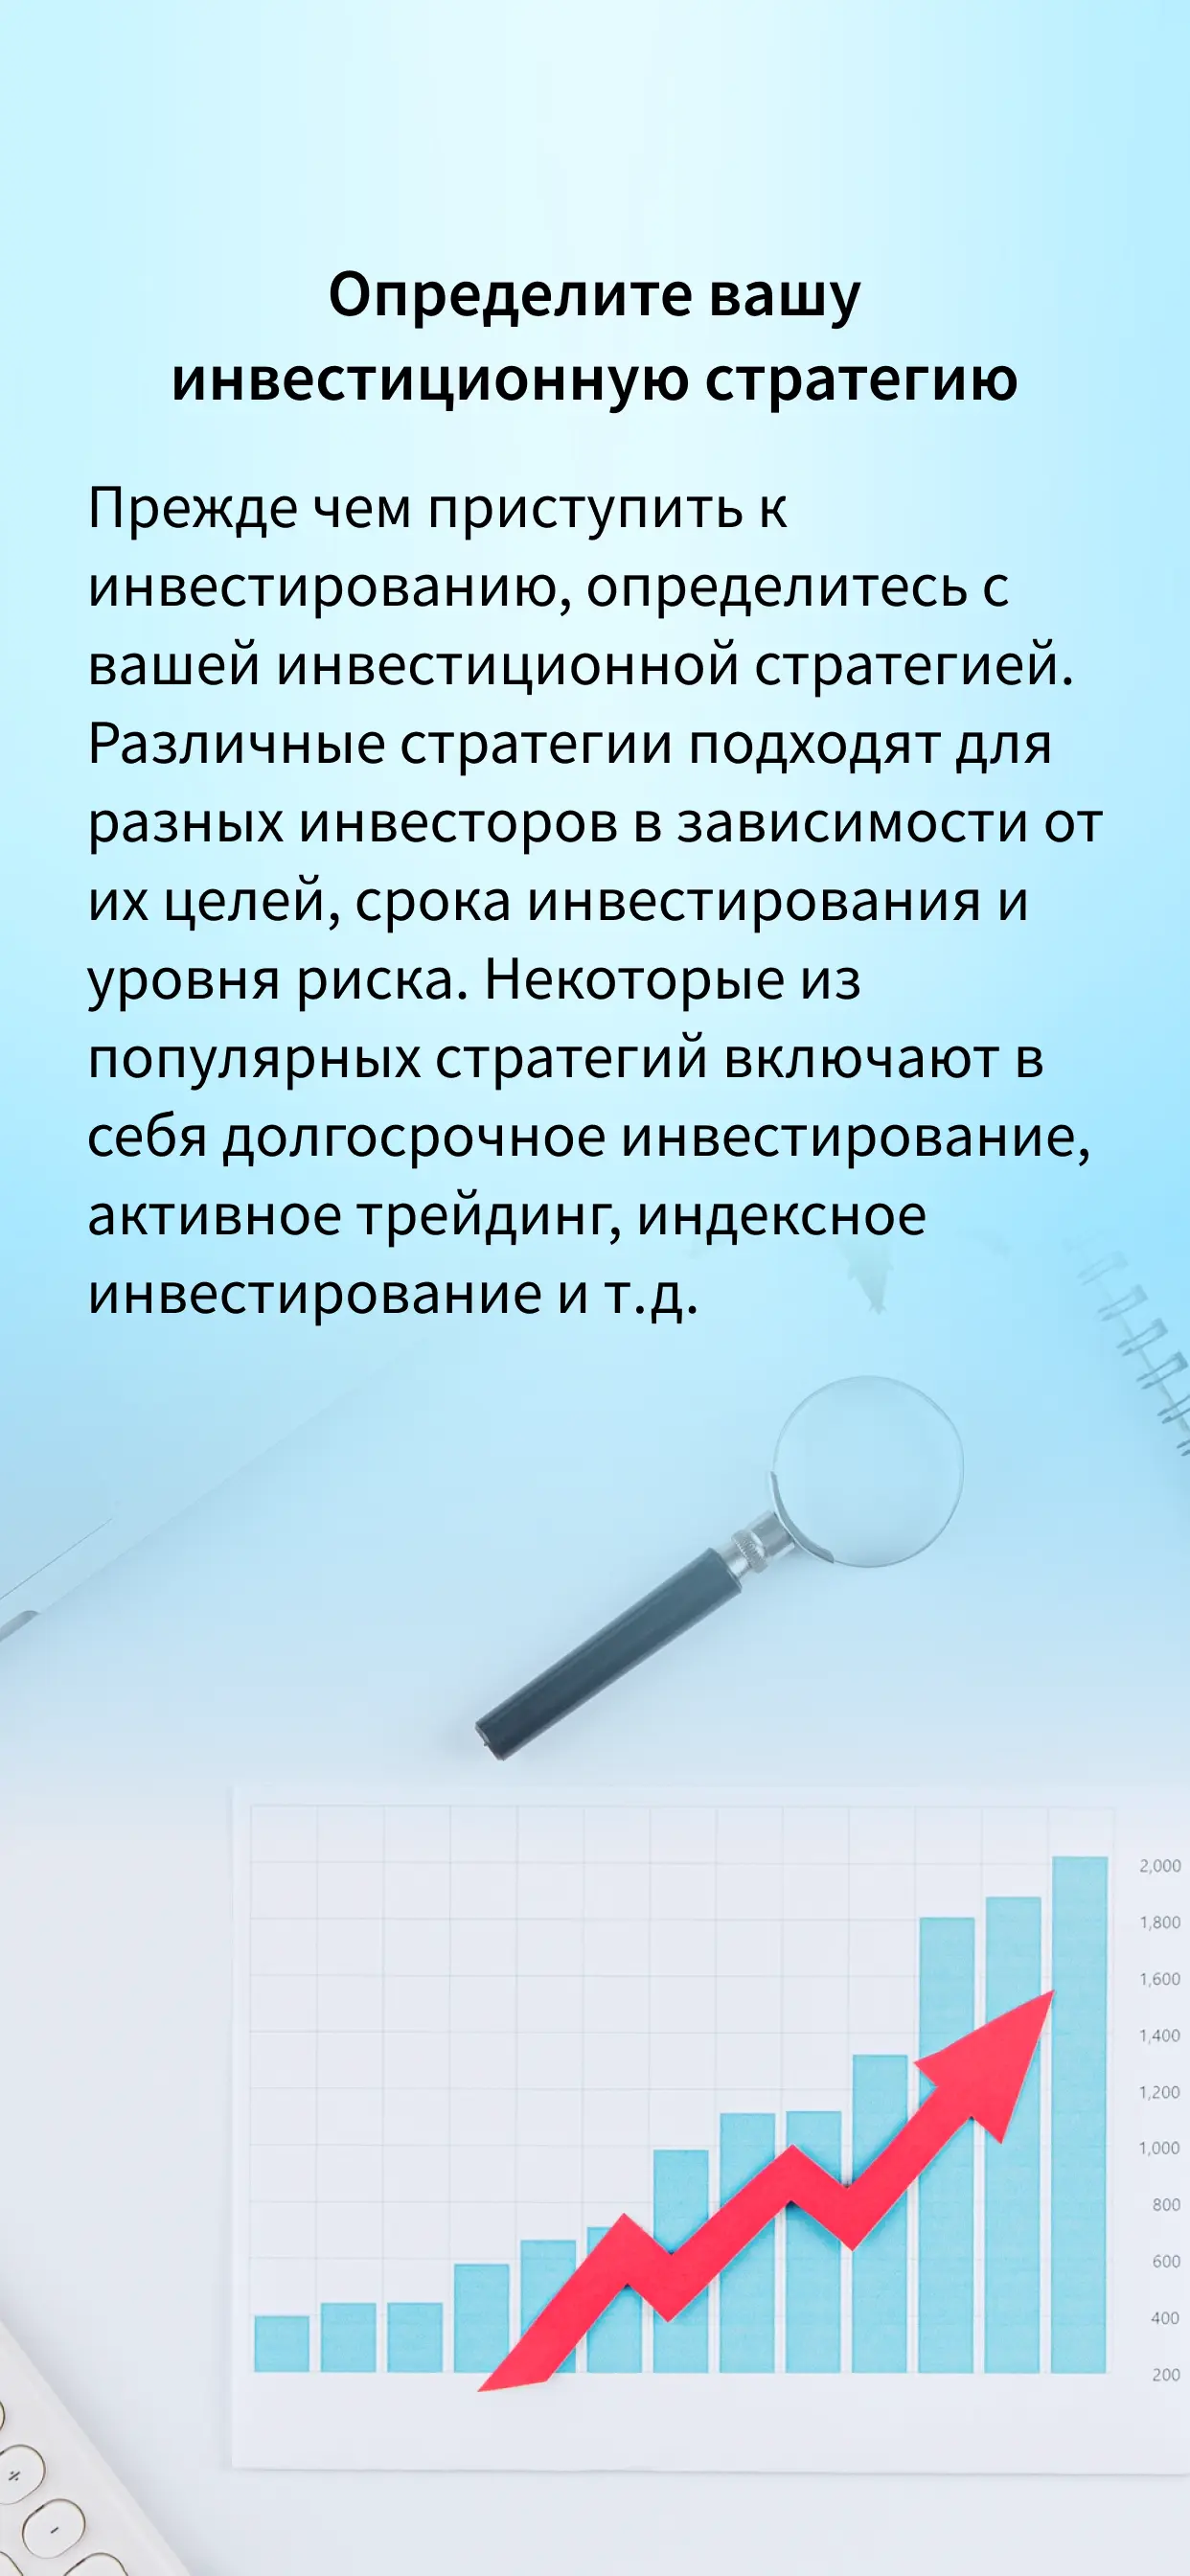 Определите вашу
инвестиционную стратегию
Прежде чем приступить к
инвестированию, определитесь с
вашей инвестиционной стратегией.
Различные стратегии подходят для
разных инвесторов в зависимости от
их целей, срока инвестирования и
уровня риска. Некоторые из
популярных стратегий включают в
себя долгосрочное инвестирование,
активное трейдинг, индексное
инвестирование и т.д.
2,000
1,800
1,600
1,400
1,200
1,000
800
600
400
200
÷
-